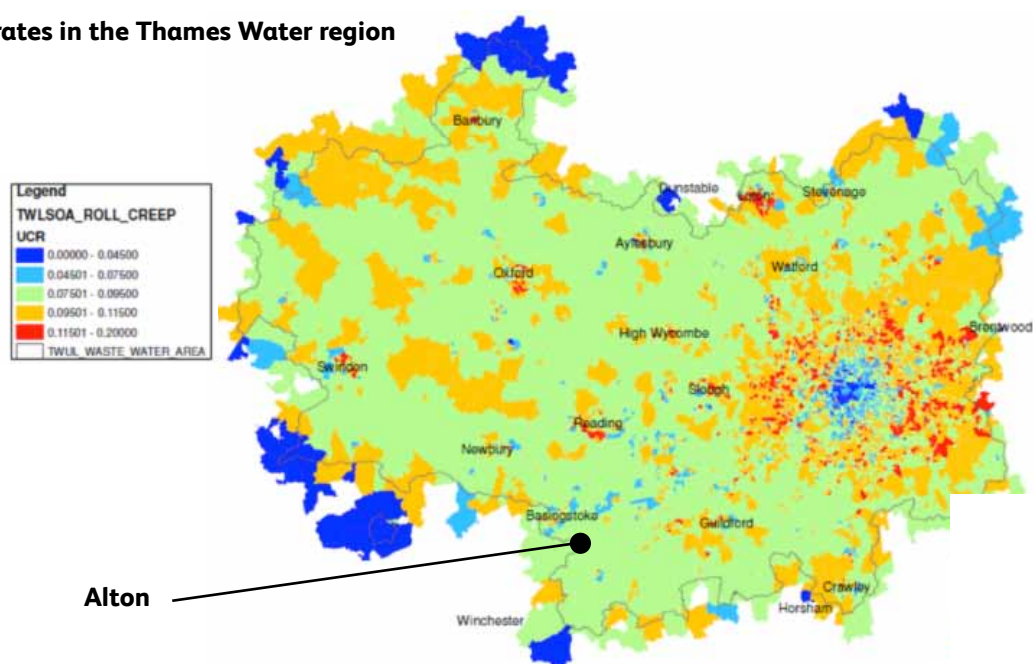 rates in the Thames Water region
Banbury
Dunstable
Luton
Stevenage
Legend
TWLSOA_ROLL_CREEP
UCR
0.00000 - 0.04500
0.04501 - 0.07500
0.07501 - 0.09500
0.09501 - 0.11500
0.11501 - 0.20000
TWUL_WASTE_WATER_AREA
Aylesbury
Oxford
Watford
High Wycombe
Brentwood
Swindon
Slough
Reading
Newbury
Basingstoke
Guildford
Alton
Crawley
Horsham
Winchester